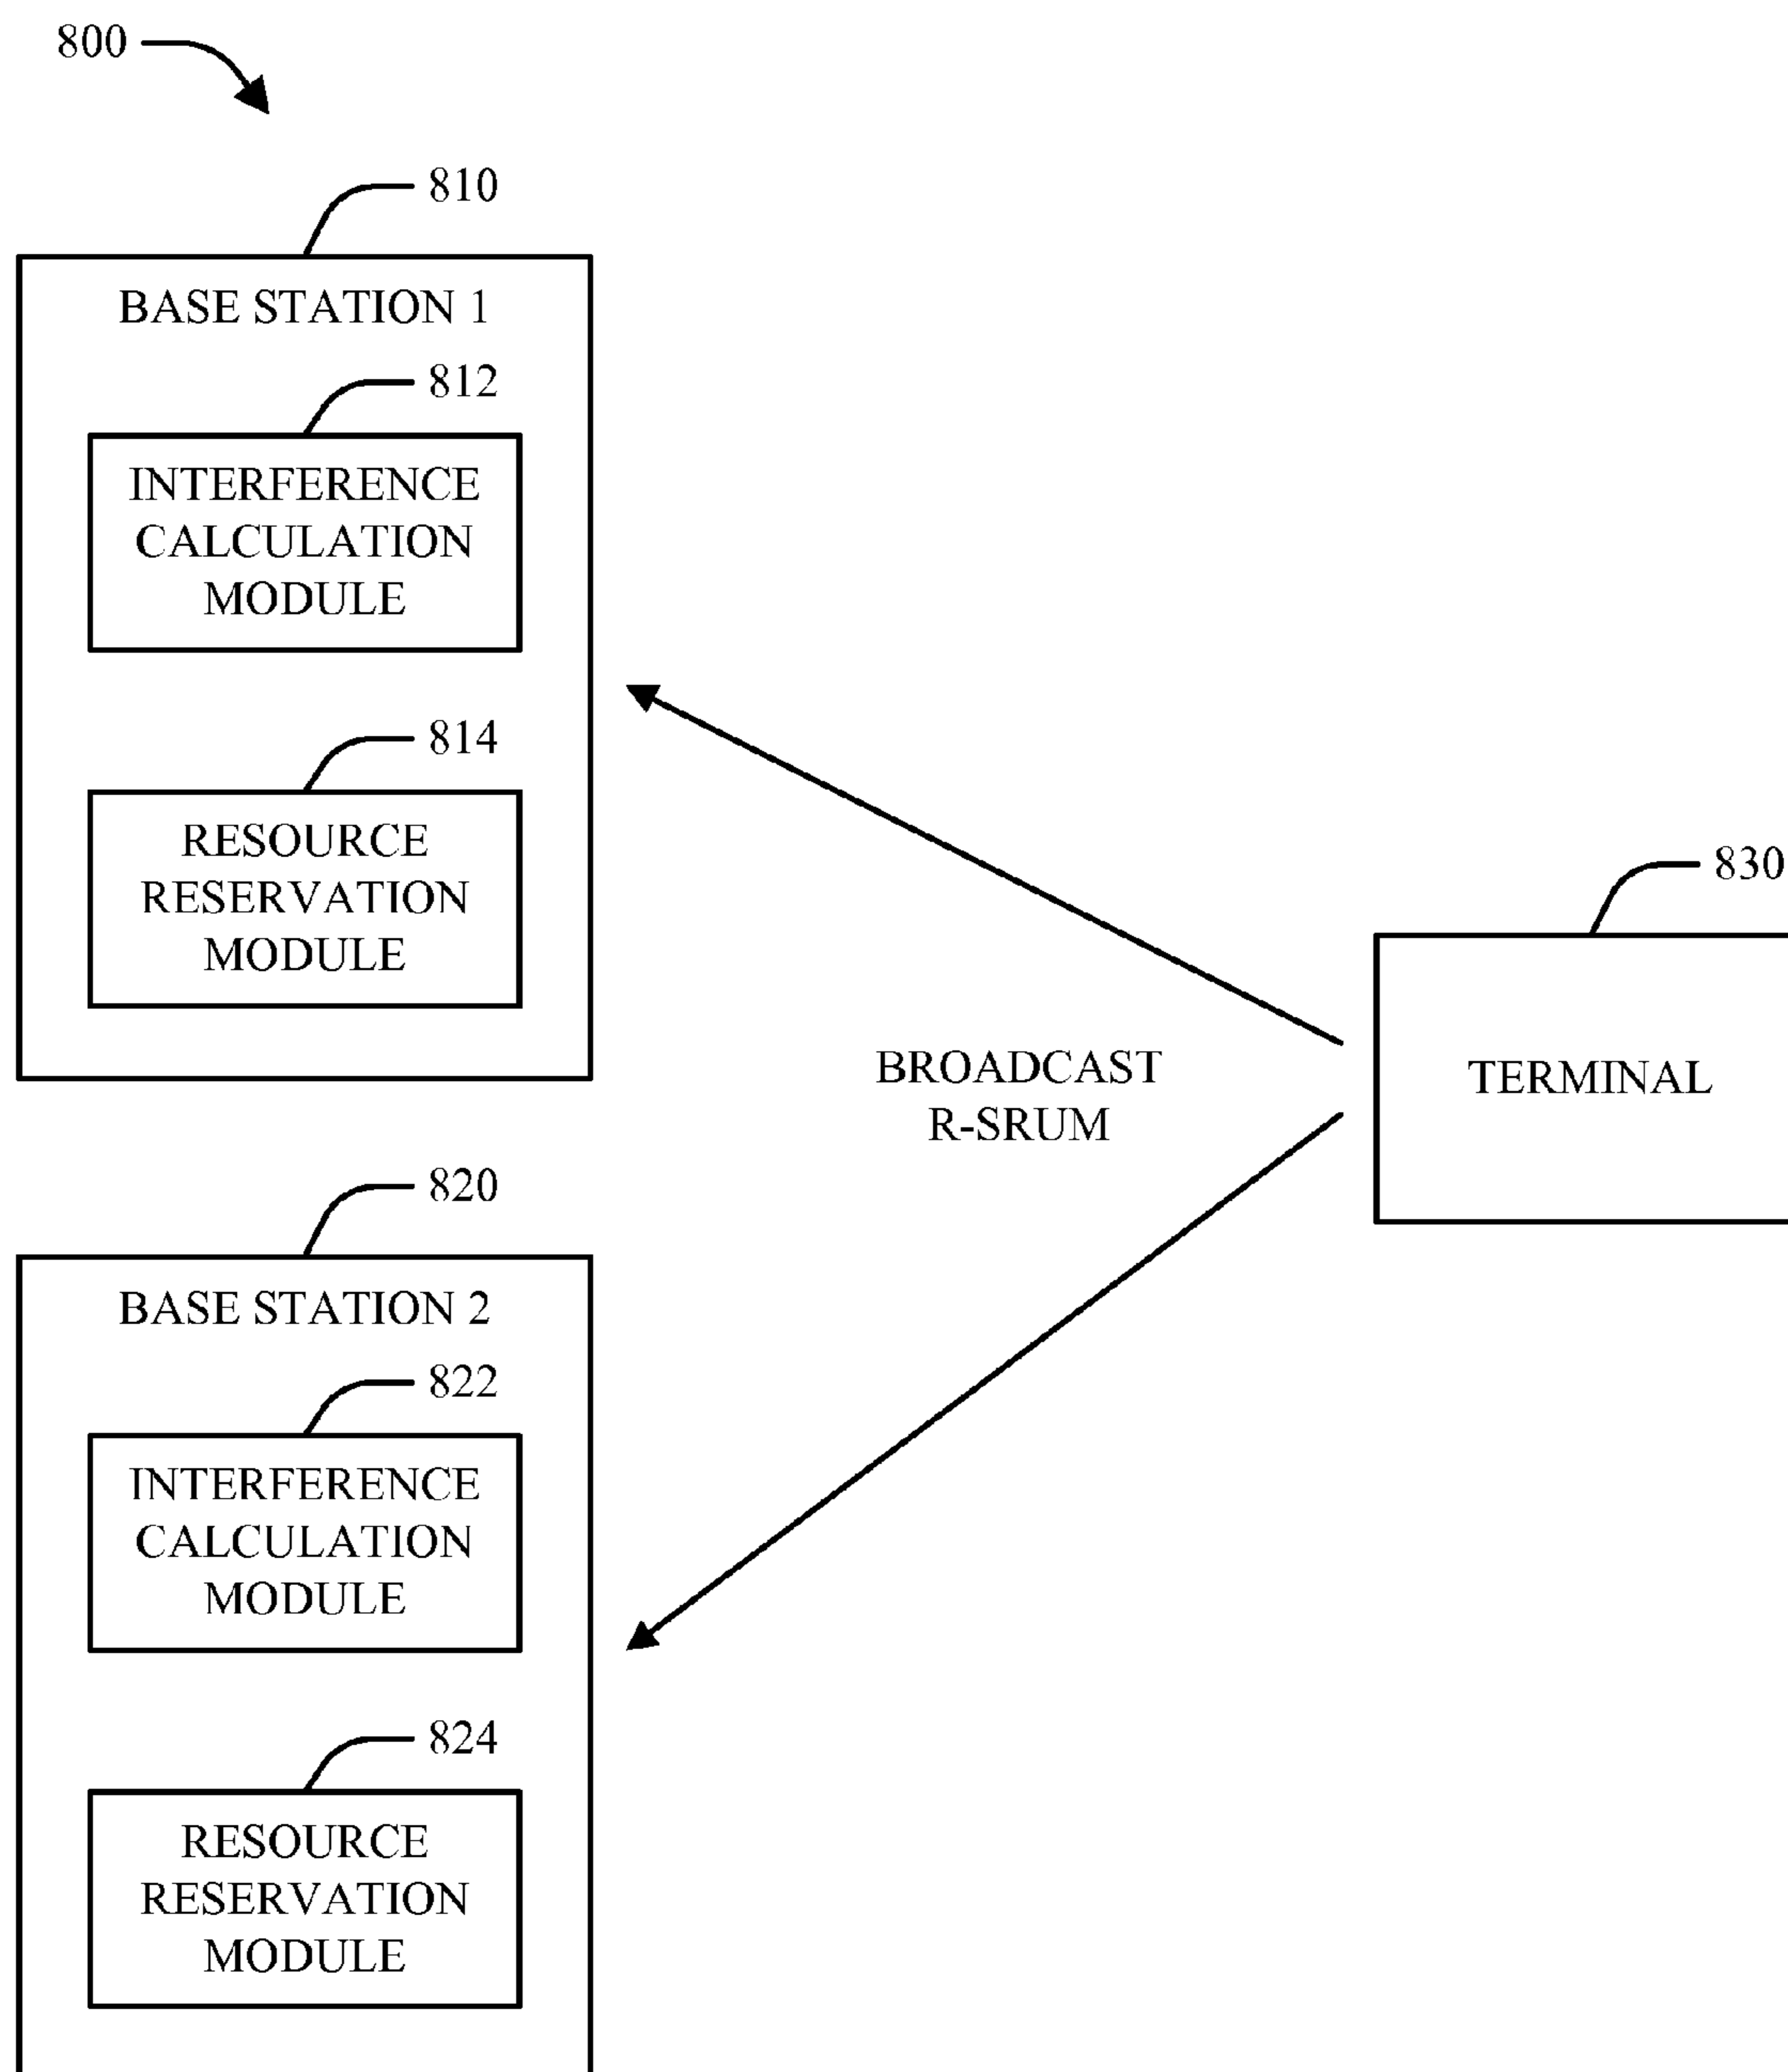 800
810
BASE STATION 1
812
INTERFERENCE
CALCULATION
MODULE
814
RESOURCE
RESERVATION
MODULE
830
TERMINAL
BROADCAST
R-SRUM
820
BASE STATION 2
822
INTERFERENCE
CALCULATION
MODULE
824
RESOURCE
RESERVATION
MODULE